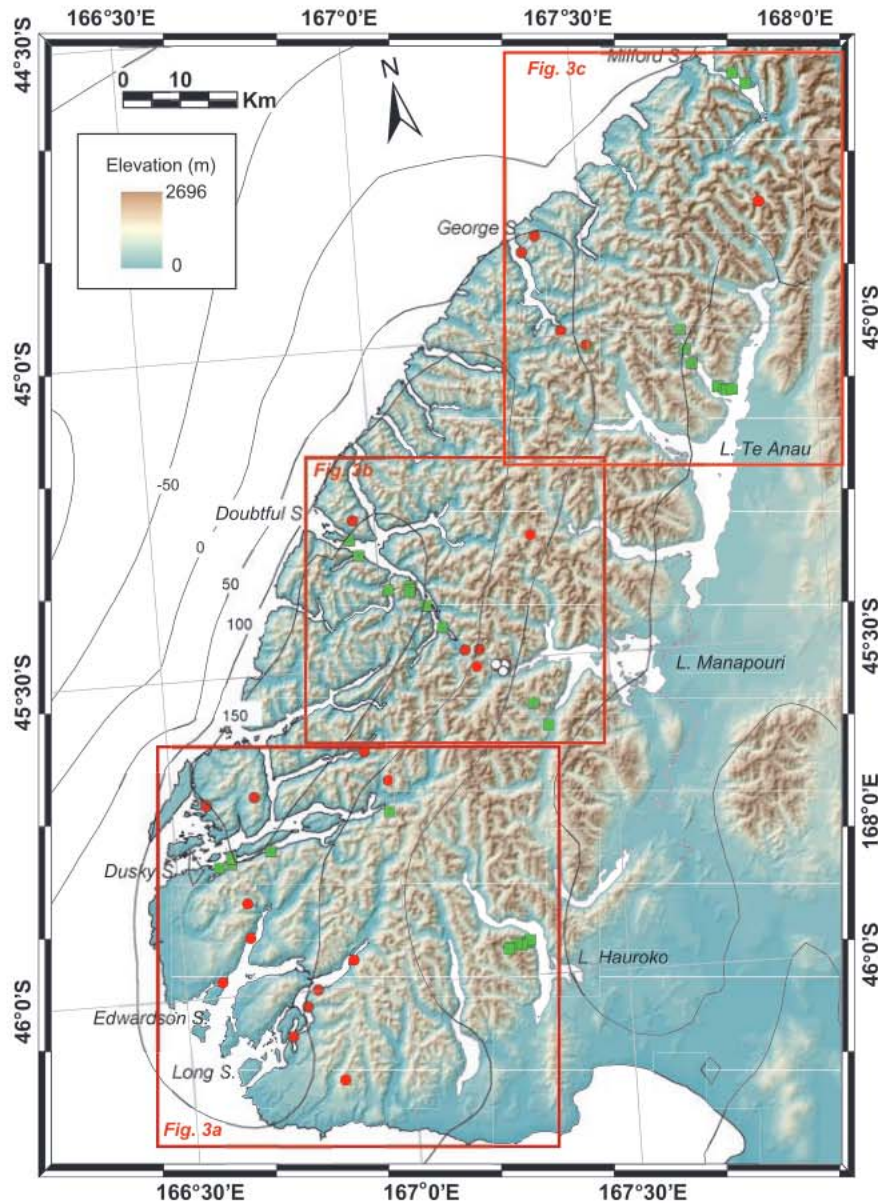 166°30'E
167°0'E
167°30'E
168°0'E
44°30'S
0 10
Km
N
Fig. 3c
Milford S.
Elevation (m)
2696
0
George S.
45°0'S
45°0'S
-50
L. Te Anau
Fig. 3b
Doubtful S.
0
50
100
45°30'S
45°30'S
L. Manapouri
150
168°0'E
Dusky S.
L. Hauroko
46°0'S
46°0'S
Edwardson S.
Long S.
Fig. 3a
166°30'E
167°0'E
167°30'E